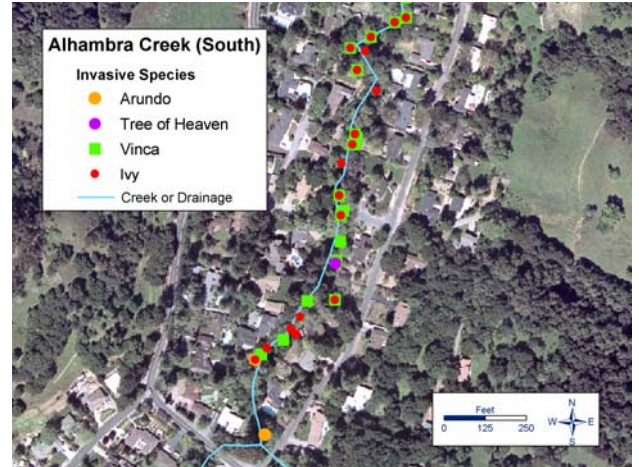 Alhambra Creek (South)
Invasive Species
Arundo
Tree of Heaven
Vinca
Ivy
Creek or Drainage
Feet
0 125 250
N
W E
S